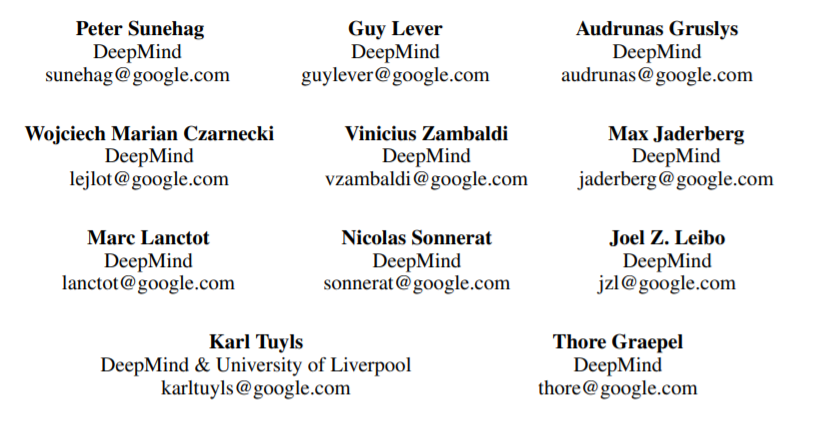 Peter Sunehag
DeepMind
sunehag@google.com
Guy Lever
DeepMind
guylever@google.com
Audrunas Gruslys
DeepMind
audrunas@google.com
Wojciech Marian Czarnecki
DeepMind
lejlot@google.com
Vinicius Zambaldi
DeepMind
vzambaldi@google.com
Max Jaderberg
DeepMind
jaderberg@google.com
Marc Lanctot
DeepMind
lanctot@google.com
Nicolas Sonnerat
DeepMind
sonnerat@google.com
Joel Z. Leibo
DeepMind
jzl@google.com
Karl Tuyls
DeepMind & University of Liverpool
karltuyls@google.com
Thore Graepel
DeepMind
thore@google.com